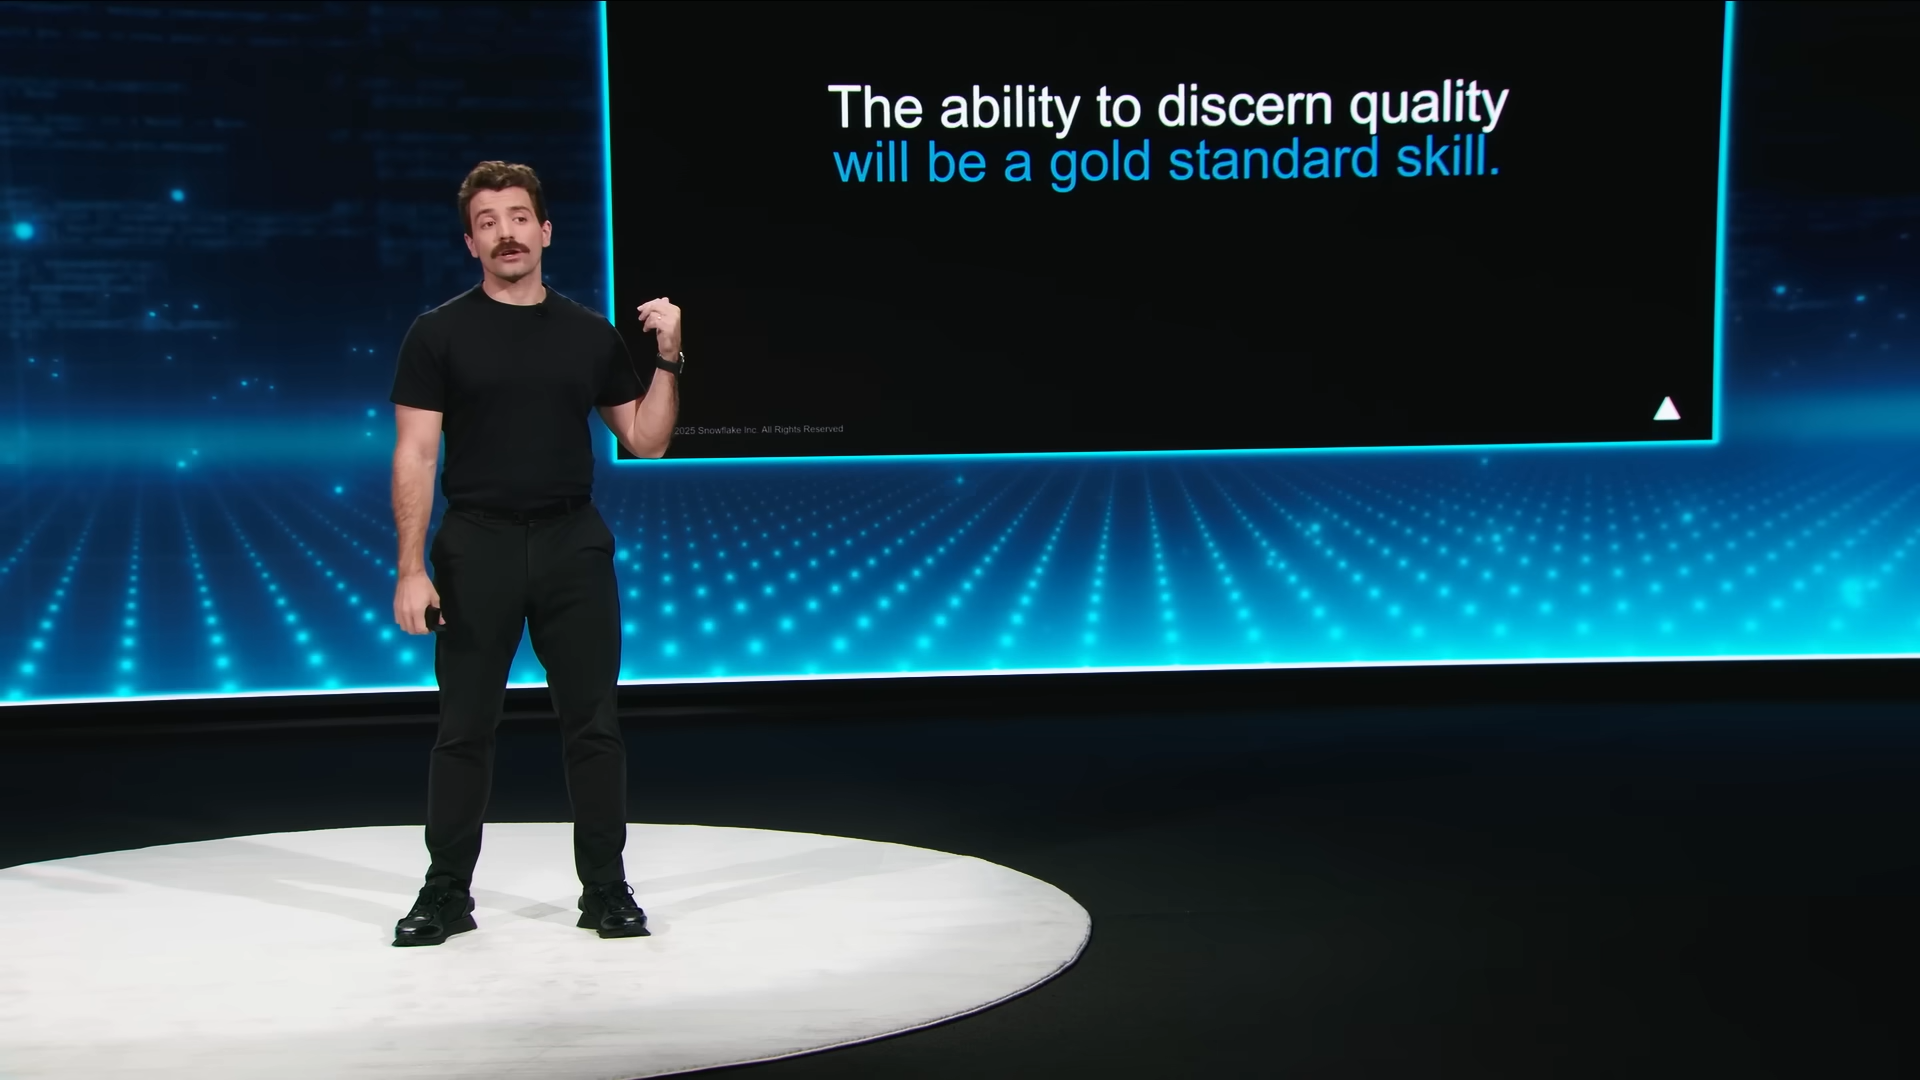 The ability to discern quality
will be a gold standard skill.
2025 Snowflake Inc. All Rights Reserved